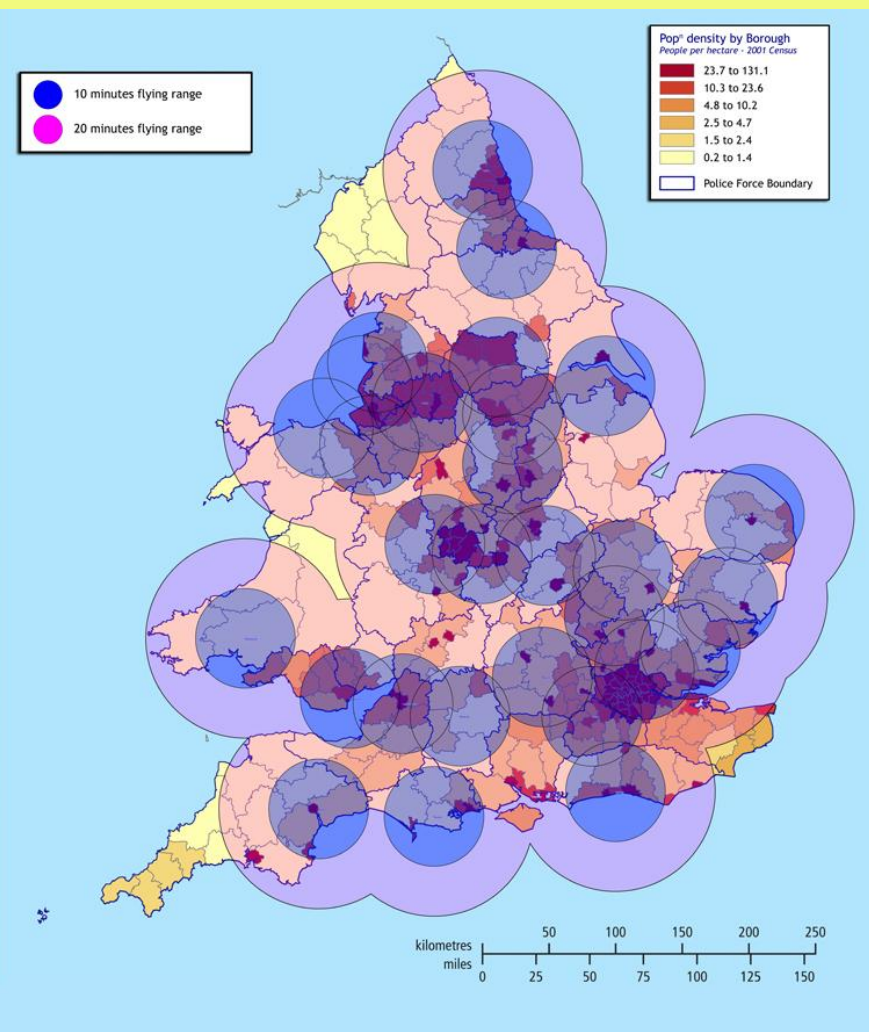 Popⁿ density by Borough
People per hectare - 2001 Census
23.7 to 131.1
10.3 to 23.6
4.8 to 10.2
2.5 to 4.7
1.5 to 2.4
0.2 to 1.4
Police Force Boundary
10 minutes flying range
20 minutes flying range
50 100 150 200 250
kilometres
miles
0 25 50 75 100 125 150